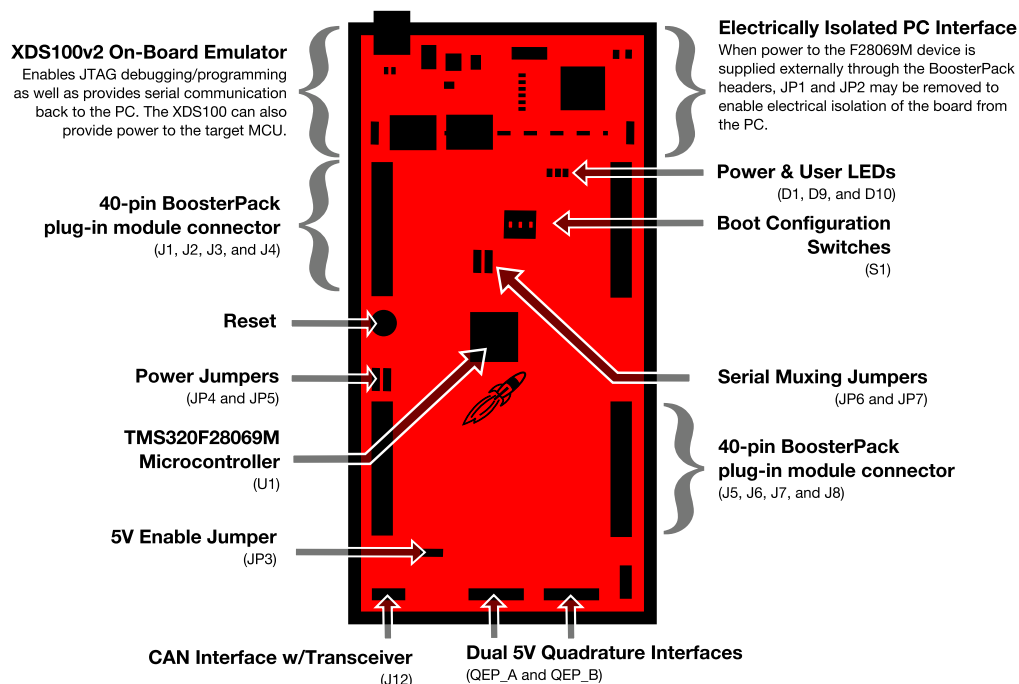 XDS100v2 On-Board Emulator
Enables JTAG debugging/programming
as well as provides serial communication
back to the PC. The XDS100 can also
provide power to the target MCU.
40-pin BoosterPack
plug-in module connector
(J1, J2, J3, and J4)
Reset
Power Jumpers
(JP4 and JP5)
TMS320F28069M
Microcontroller
(U1)
5V Enable Jumper
(JP3)
CAN Interface w/Transceiver
(J12)
Dual 5V Quadrature Interfaces
(QEP_A and QEP_B)
Electrically Isolated PC Interface
When power to the F28069M device is
supplied externally through the BoosterPack
headers, JP1 and JP2 may be removed to
enable electrical isolation of the board from
the PC.
Power & User LEDs
(D1, D9, and D10)
Boot Configuration
Switches
(S1)
Serial Muxing Jumpers
(JP6 and JP7)
40-pin BoosterPack
plug-in module connector
(J5, J6, J7, and J8)